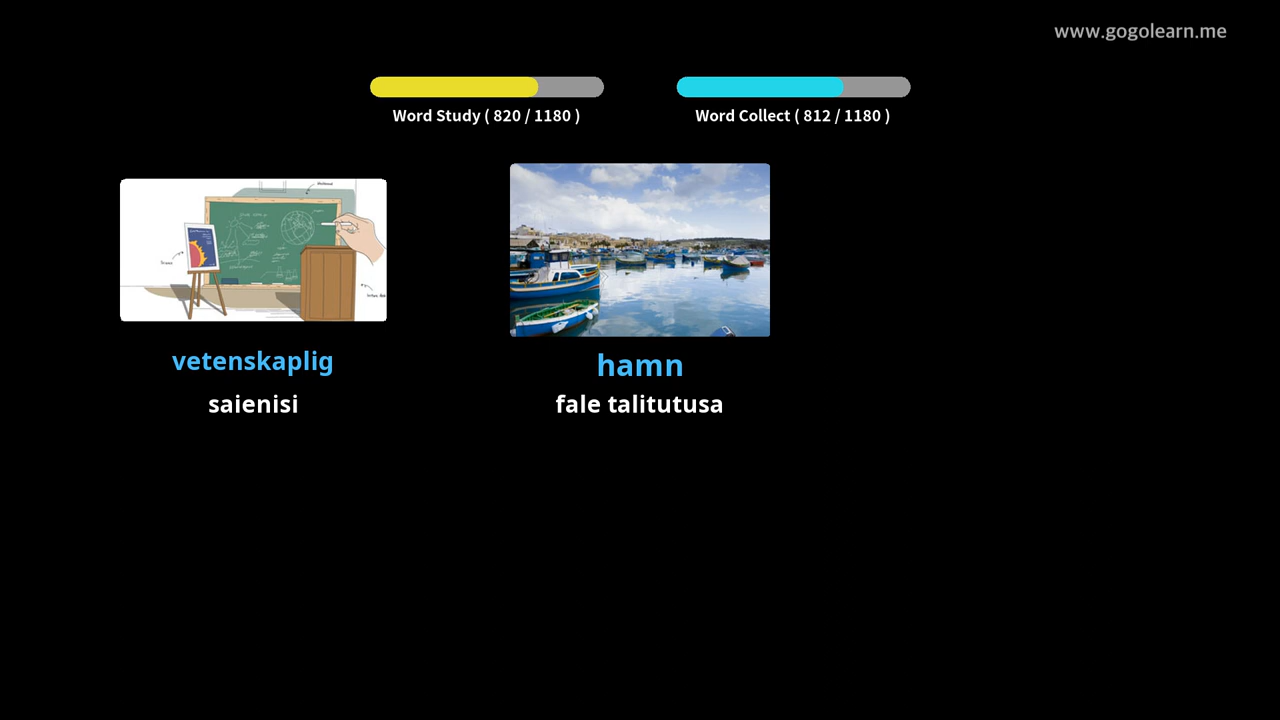 www.gogolearn.me
Word Study ( 820 / 1180 )
Word Collect ( 812 / 1180 )
vetenskaplig
saienisi
hamn
fale talitutusa